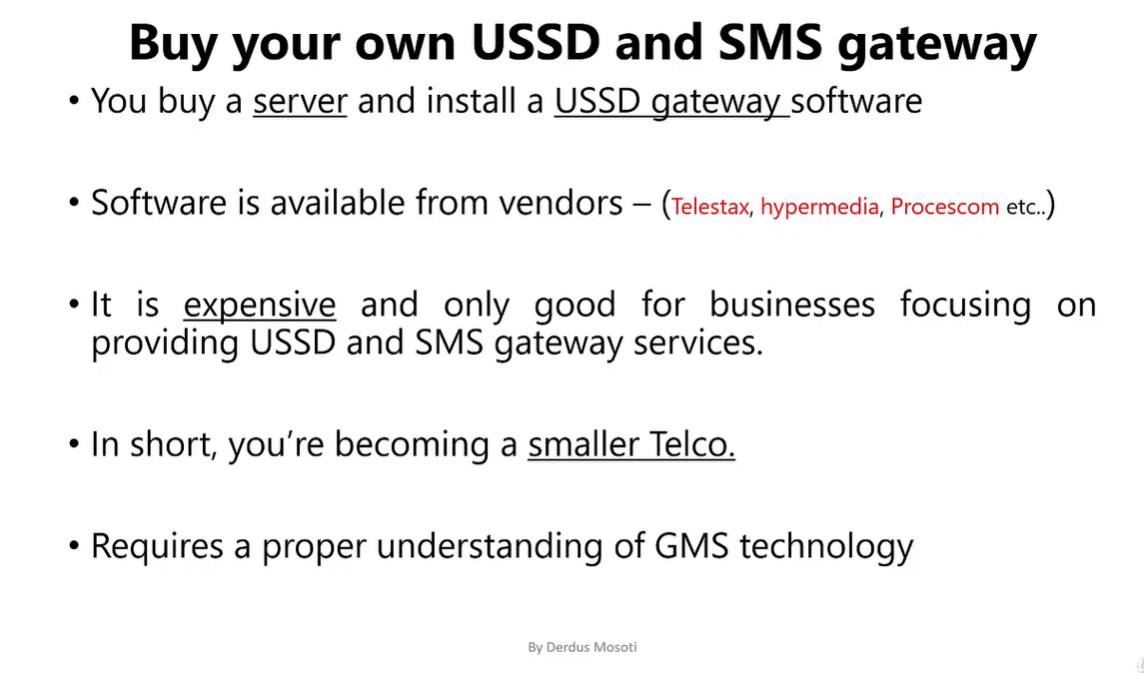 Buy your own USSD and SMS gateway
• You buy a server and install a USSD gateway software
• Software is available from vendors – (Telestax, hypermedia, Procescom etc..)
• It is expensive and only good for businesses focusing on
providing USSD and SMS gateway services.
• In short, you’re becoming a smaller Telco.
• Requires a proper understanding of GMS technology
By Derdus Mosoti